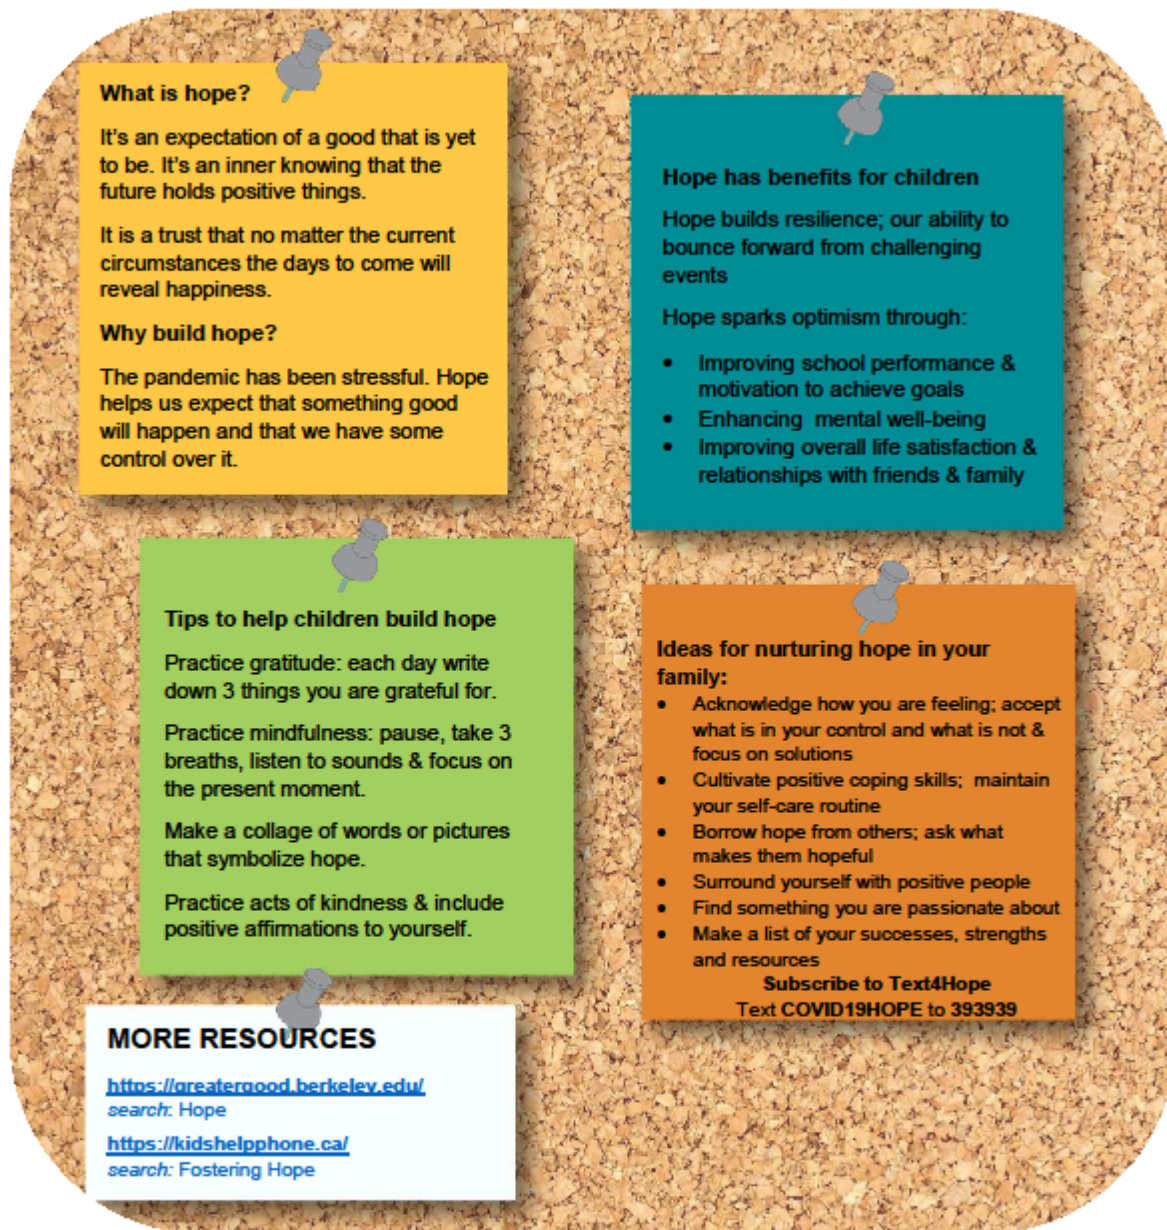 What is hope?
It's an expectation of a good that is yet
to be. It's an inner knowing that the
future holds positive things.
It is a trust that no matter the current
circumstances the days to come will
reveal happiness.
Why build hope?
The pandemic has been stressful. Hope
helps us expect that something good
will happen and that we have some
control over it.
Hope has benefits for children
Hope builds resilience; our ability to
bounce forward from challenging
events
Hope sparks optimism through:
• Improving school performance &
motivation to achieve goals
• Enhancing mental well-being
• Improving overall life satisfaction &
relationships with friends & family
Tips to help children build hope
Practice gratitude: each day write
down 3 things you are grateful for.
Practice mindfulness: pause, take 3
breaths, listen to sounds & focus on
the present moment.
Make a collage of words or pictures
that symbolize hope.
Practice acts of kindness & include
positive affirmations to yourself.
Ideas for nurturing hope in your
family:
• Acknowledge how you are feeling; accept
what is in your control and what is not &
focus on solutions
• Cultivate positive coping skills; maintain
your self-care routine
• Borrow hope from others; ask what
makes them hopeful
• Surround yourself with positive people
• Find something you are passionate about
• Make a list of your successes, strengths
and resources
Subscribe to Text4Hope
Text COVID19HOPE to 393939
MORE RESOURCES
https://greatergood.berkeley.edu/
search: Hope
https://kidshelpphone.ca/
search: Fostering Hope